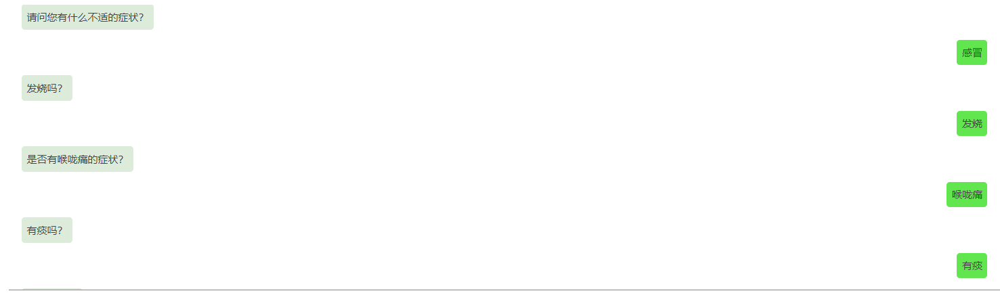 请问您有什么不适的症状？
感冒
发烧吗？
发烧
是否有喉咙痛的症状？
喉咙痛
有痰吗？
有痰